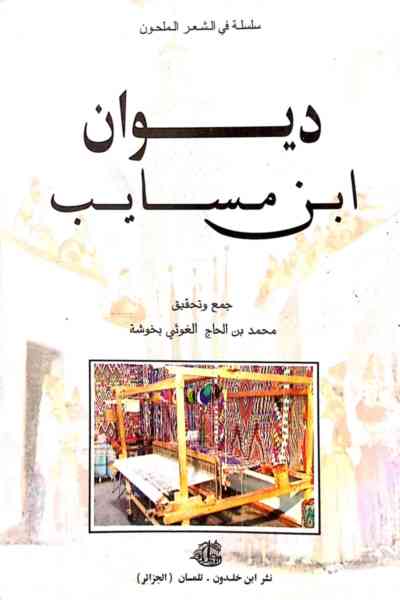 سلسلة في الشعر الملحون
ديوان
ابن مسايب
جمع وتحقيق
محمد بن الحاج الغوثي بخوشة
نشر ابن خلدون - تلمسان (الجزائر)